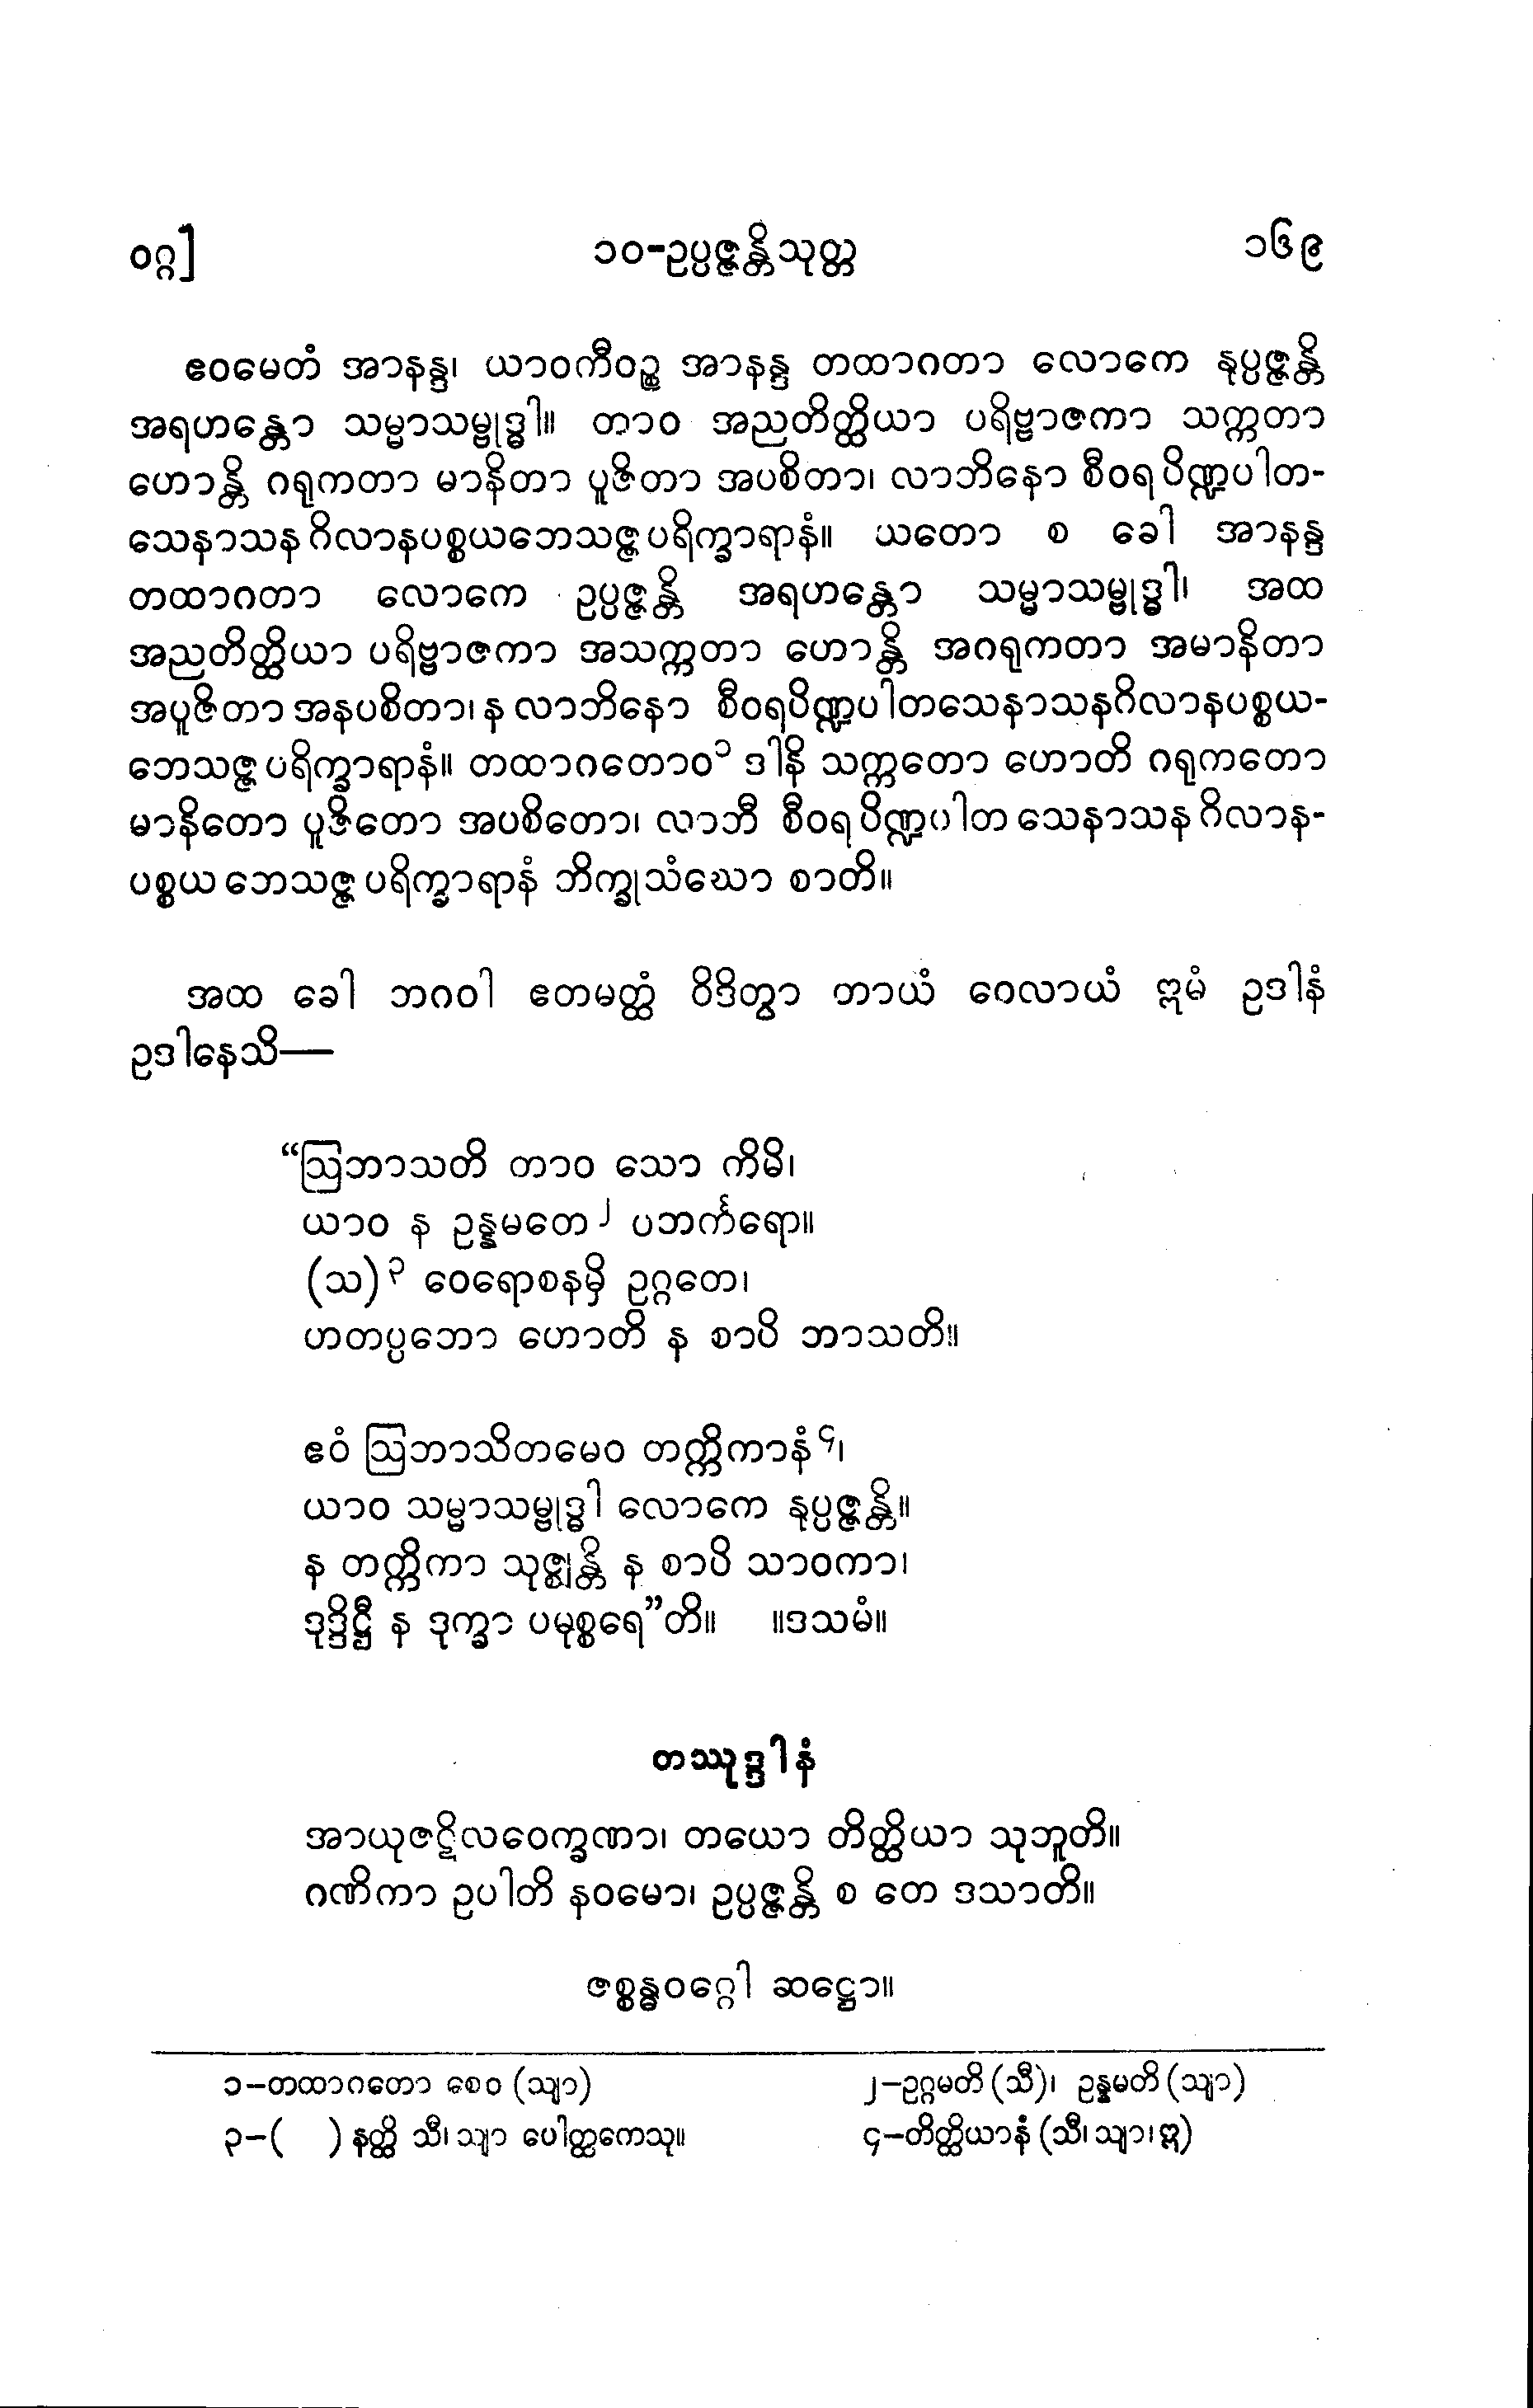 ဝဂ္ဂ] ၁၀-ဥပ္ပဇ္ဇန္တိသုတ္တ ၁၆၉
ဧဝမေတံ အာနန္ဒ၊ ယာဝကီဝဉ္စ အာနန္ဒ တထာဂတာ လောကေ နုပ္ပဇ္ဇန္တိ
အရဟန္တော သမ္မာသမ္ဗုဒ္ဓါ။ တာဝ အညတိတ္ထိယာ ပရိဗ္ဗာဇကာ သက္ကတာ
ဟောန္တိ ဂရုကတာ မာနိတာ ပူဇိတာ အပစိတာ၊ လာဘိနော စီဝရပိဏ္ဍပါတ-
သေနာသနဂိလာနပစ္စယဘေသဇ္ဇပရိက္ခာရာနံ။ ယတော စ ခေါ အာနန္ဒ
တထာဂတာ လောကေ ဥပ္ပဇ္ဇန္တိ အရဟန္တော သမ္မာသမ္ဗုဒ္ဓါ၊ အထ
အညတိတ္ထိယာ ပရိဗ္ဗာဇကာ အသက္ကတာ ဟောန္တိ အဂရုကတာ အမာနိတာ
အပူဇိတာ အနပစိတာ၊ န လာဘိနော စီဝရပိဏ္ဍပါတသေနာသနဂိလာနပစ္စယ-
ဘေသဇ္ဇပရိက္ခာရာနံ။ တထာဂတောဝ၁ ဒါနိ သက္ကတော ဟောတိ ဂရုကတော
မာနိတော ပူဇိတော အပစိတော၊ လာဘီ စီဝရပိဏ္ဍပါတသေနာသနဂိလာန-
ပစ္စယဘေသဇ္ဇပရိက္ခာရာနံ ဘိက္ခုသံဃော စာတိ။
အထ ခေါ ဘဂဝါ ဧတမတ္ထံ ဝိဒိတွာ တာယံ ဝေလာယံ ဣမံ ဥဒါနံ
ဥဒါနေသိ—
“ဩဘာသတိ တာဝ သော ကိမိ၊
ယာဝ န ဥန္နမတေ၂ ပဘင်္ကရော။
(သ)၃ ဝေရောစနမှိ ဥဂ္ဂတေ၊
ဟတပ္ပဘော ဟောတိ န စာပိ ဘာသတိ။
ဧဝံ ဩဘာသိတမေဝ တက္ကိကာနံ၄၊
ယာဝ သမ္မာသမ္ဗုဒ္ဓါ လောကေ နုပ္ပဇ္ဇန္တိ။
န တက္ကိကာ သုဇ္ဈန္တိ န စာပိ သာဝကာ၊
ဒုဒ္ဒိဋ္ဌီ န ဒုက္ခာ ပမုစ္စရေ”တိ။ ။ဒသမံ။
တဿုဒ္ဒါနံ
အာယုဇဋိလဝေက္ခဏာ၊ တယော တိတ္ထိယာ သုဘူတိ။
ဂဏိကာ ဥပါတိ နဝမော၊ ဥပ္ပဇ္ဇန္တိ စ တေ ဒသာတိ။
ဇစ္စန္ဓဝဂ္ဂေါ ဆဋ္ဌော။
၁-တထာဂတော စေဝ (သျာ) ၂-ဥဂ္ဂမတိ (သီ)၊ ဥန္နမတိ (သျာ)
၃-( ) နတ္ထိ သီ၊ သျာ ပေါတ္ထကေသု။ ၄-တိတ္ထိယာနံ (သီ၊ သျာ၊ ဣ)